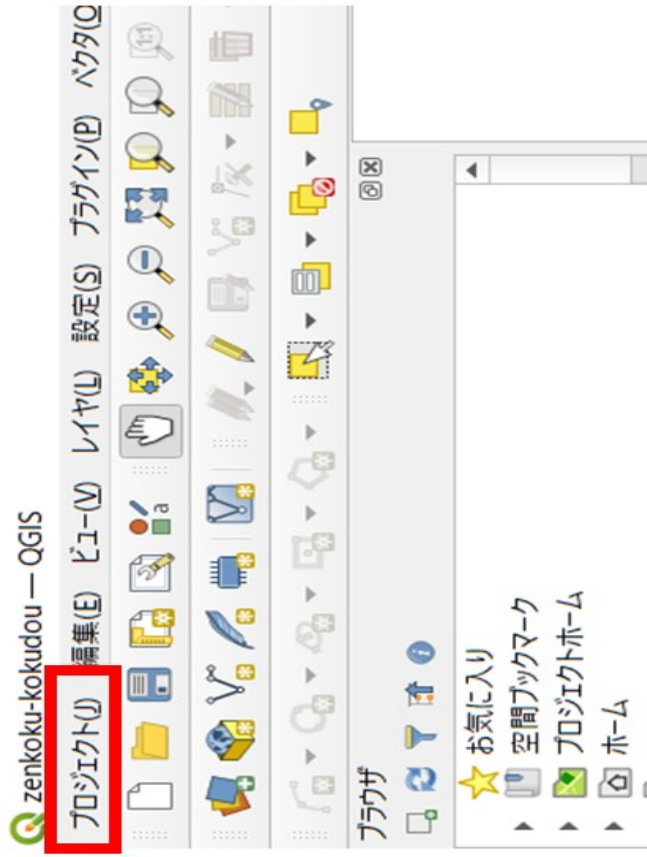 zenkoku-kokudou — QGIS
プロジェクト(J) 編集(E) ビュー(V) レイヤ(L) 設定(S) プラグイン(P) ベクタ(O
a 1:1
ブラウザ
お気に入り
空間ブックマーク
プロジェクトホーム
ホーム